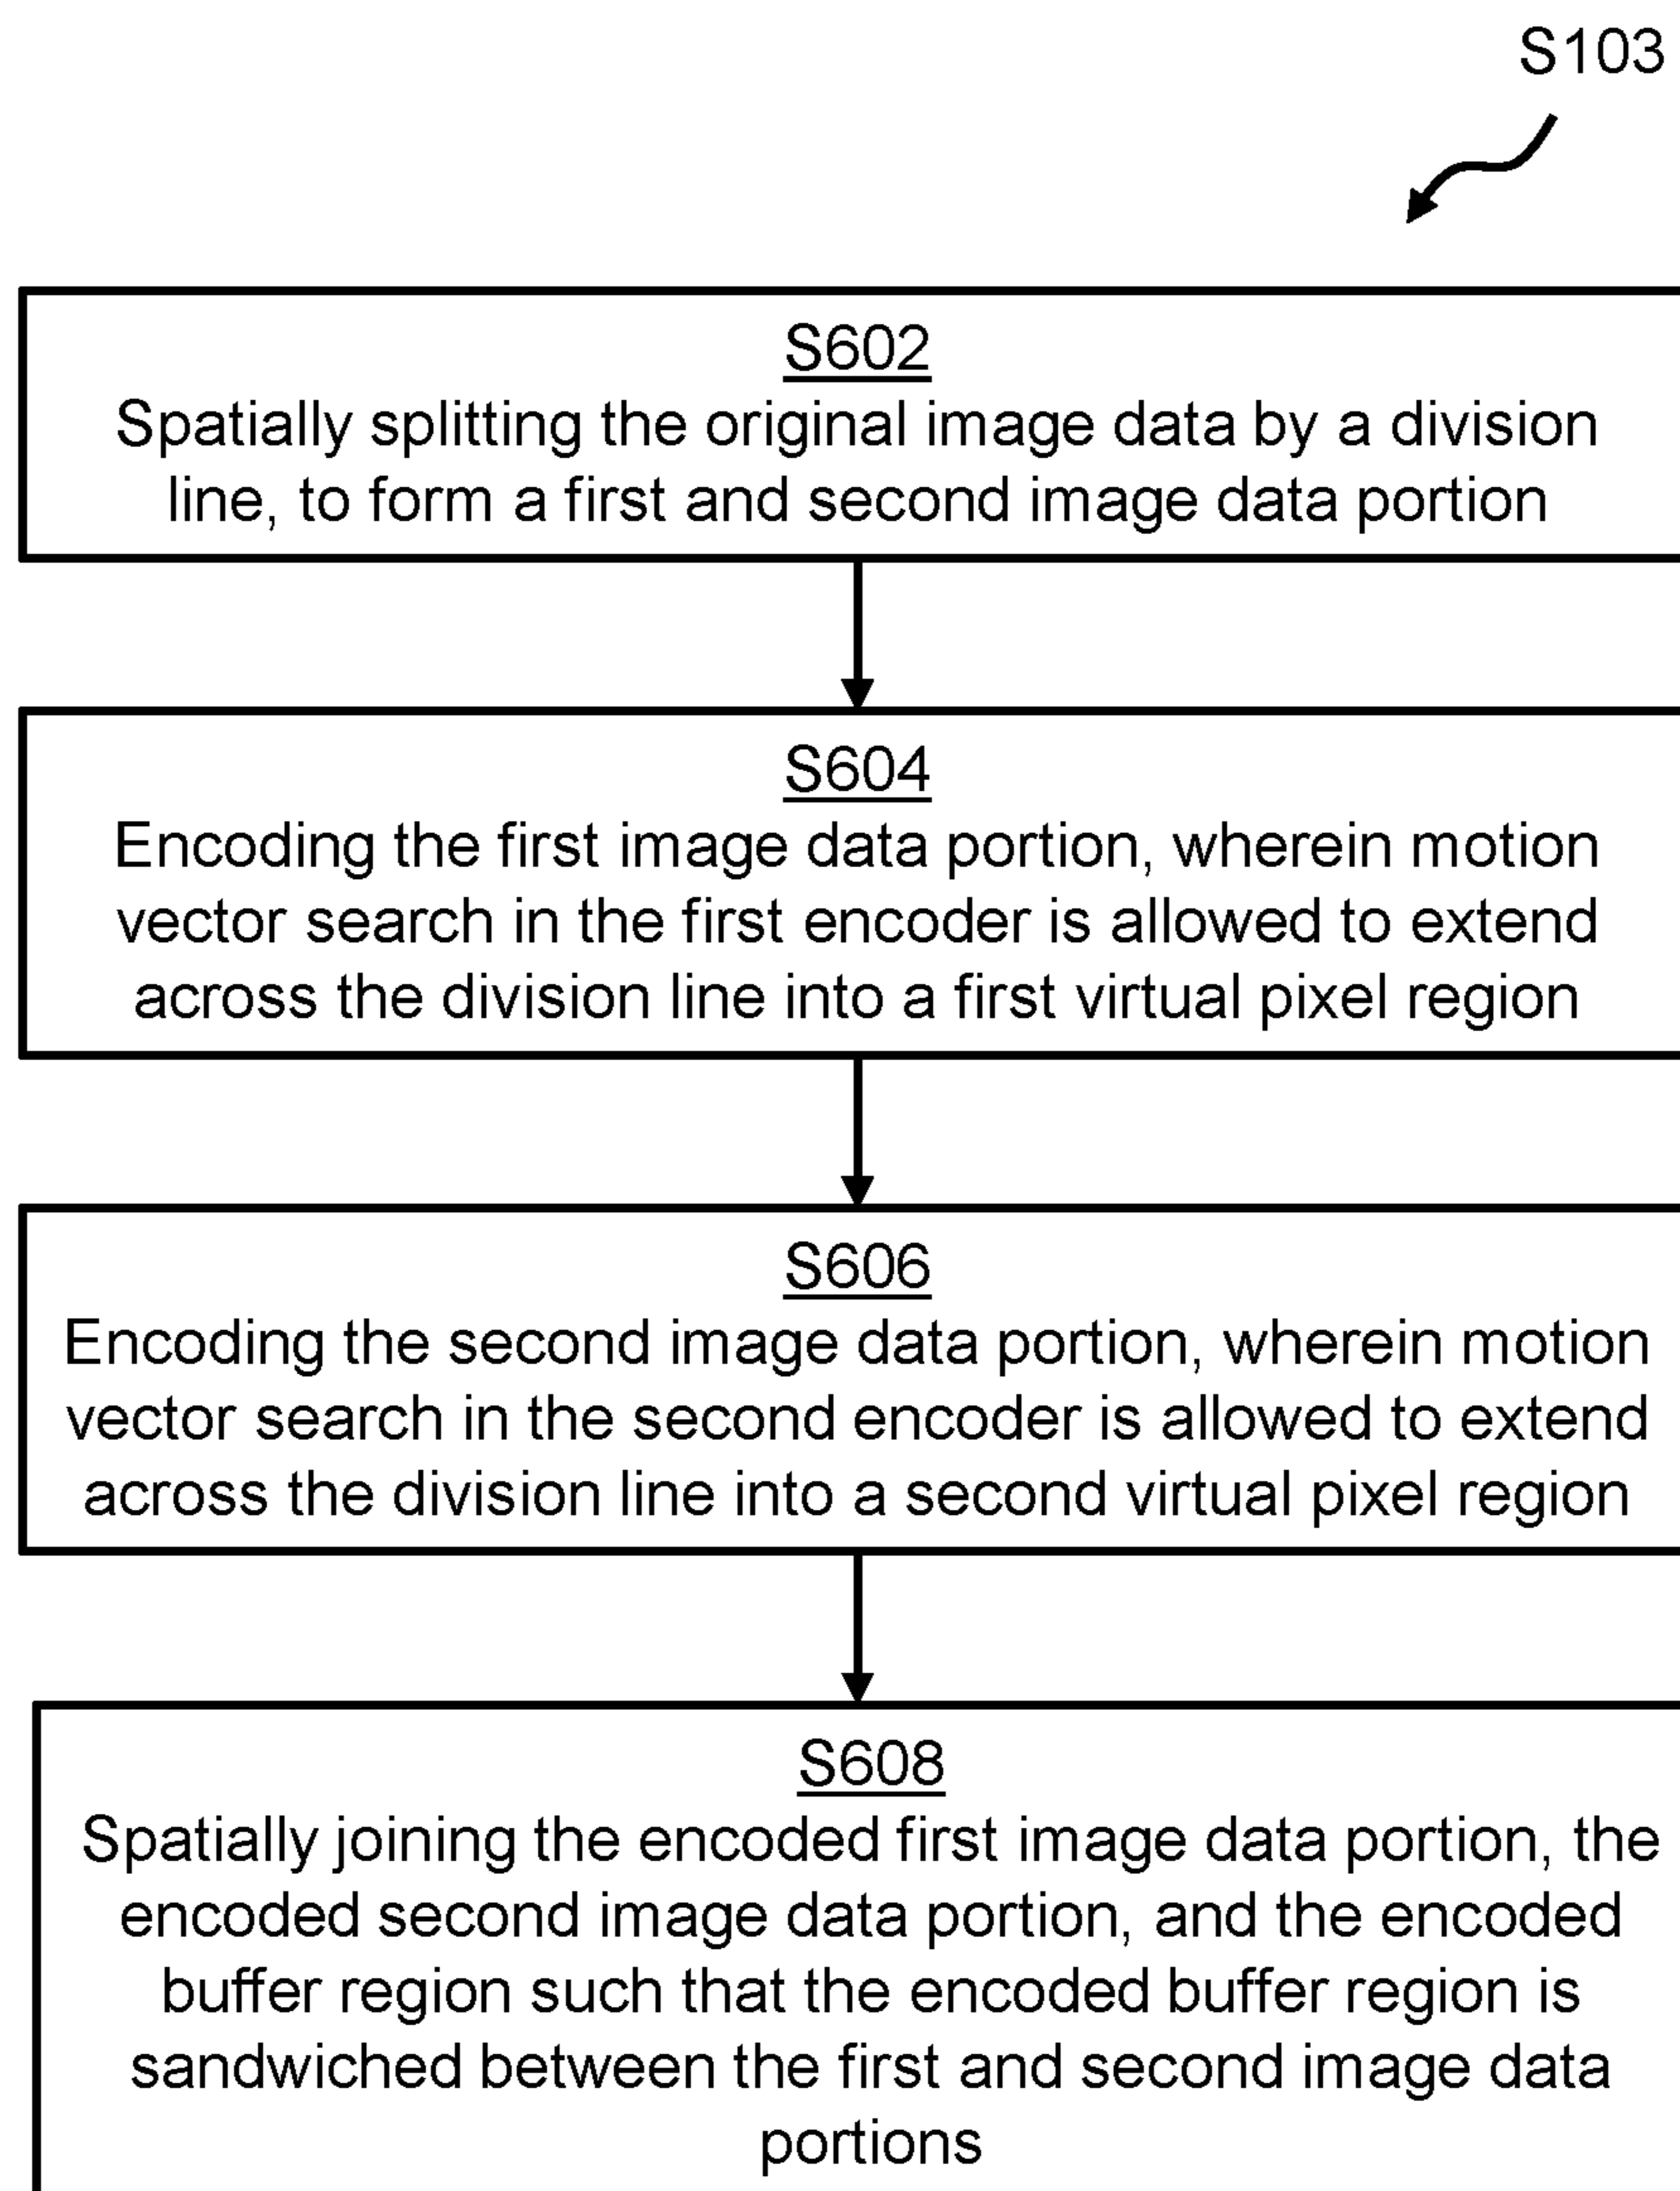 S103
S602
Spatially splitting the original image data by a division
line, to form a first and second image data portion
S604
Encoding the first image data portion, wherein motion
vector search in the first encoder is allowed to extend
across the division line into a first virtual pixel region
S606
Encoding the second image data portion, wherein motion
vector search in the second encoder is allowed to extend
across the division line into a second virtual pixel region
S608
Spatially joining the encoded first image data portion, the
encoded second image data portion, and the encoded
buffer region such that the encoded buffer region is
sandwiched between the first and second image data
portions